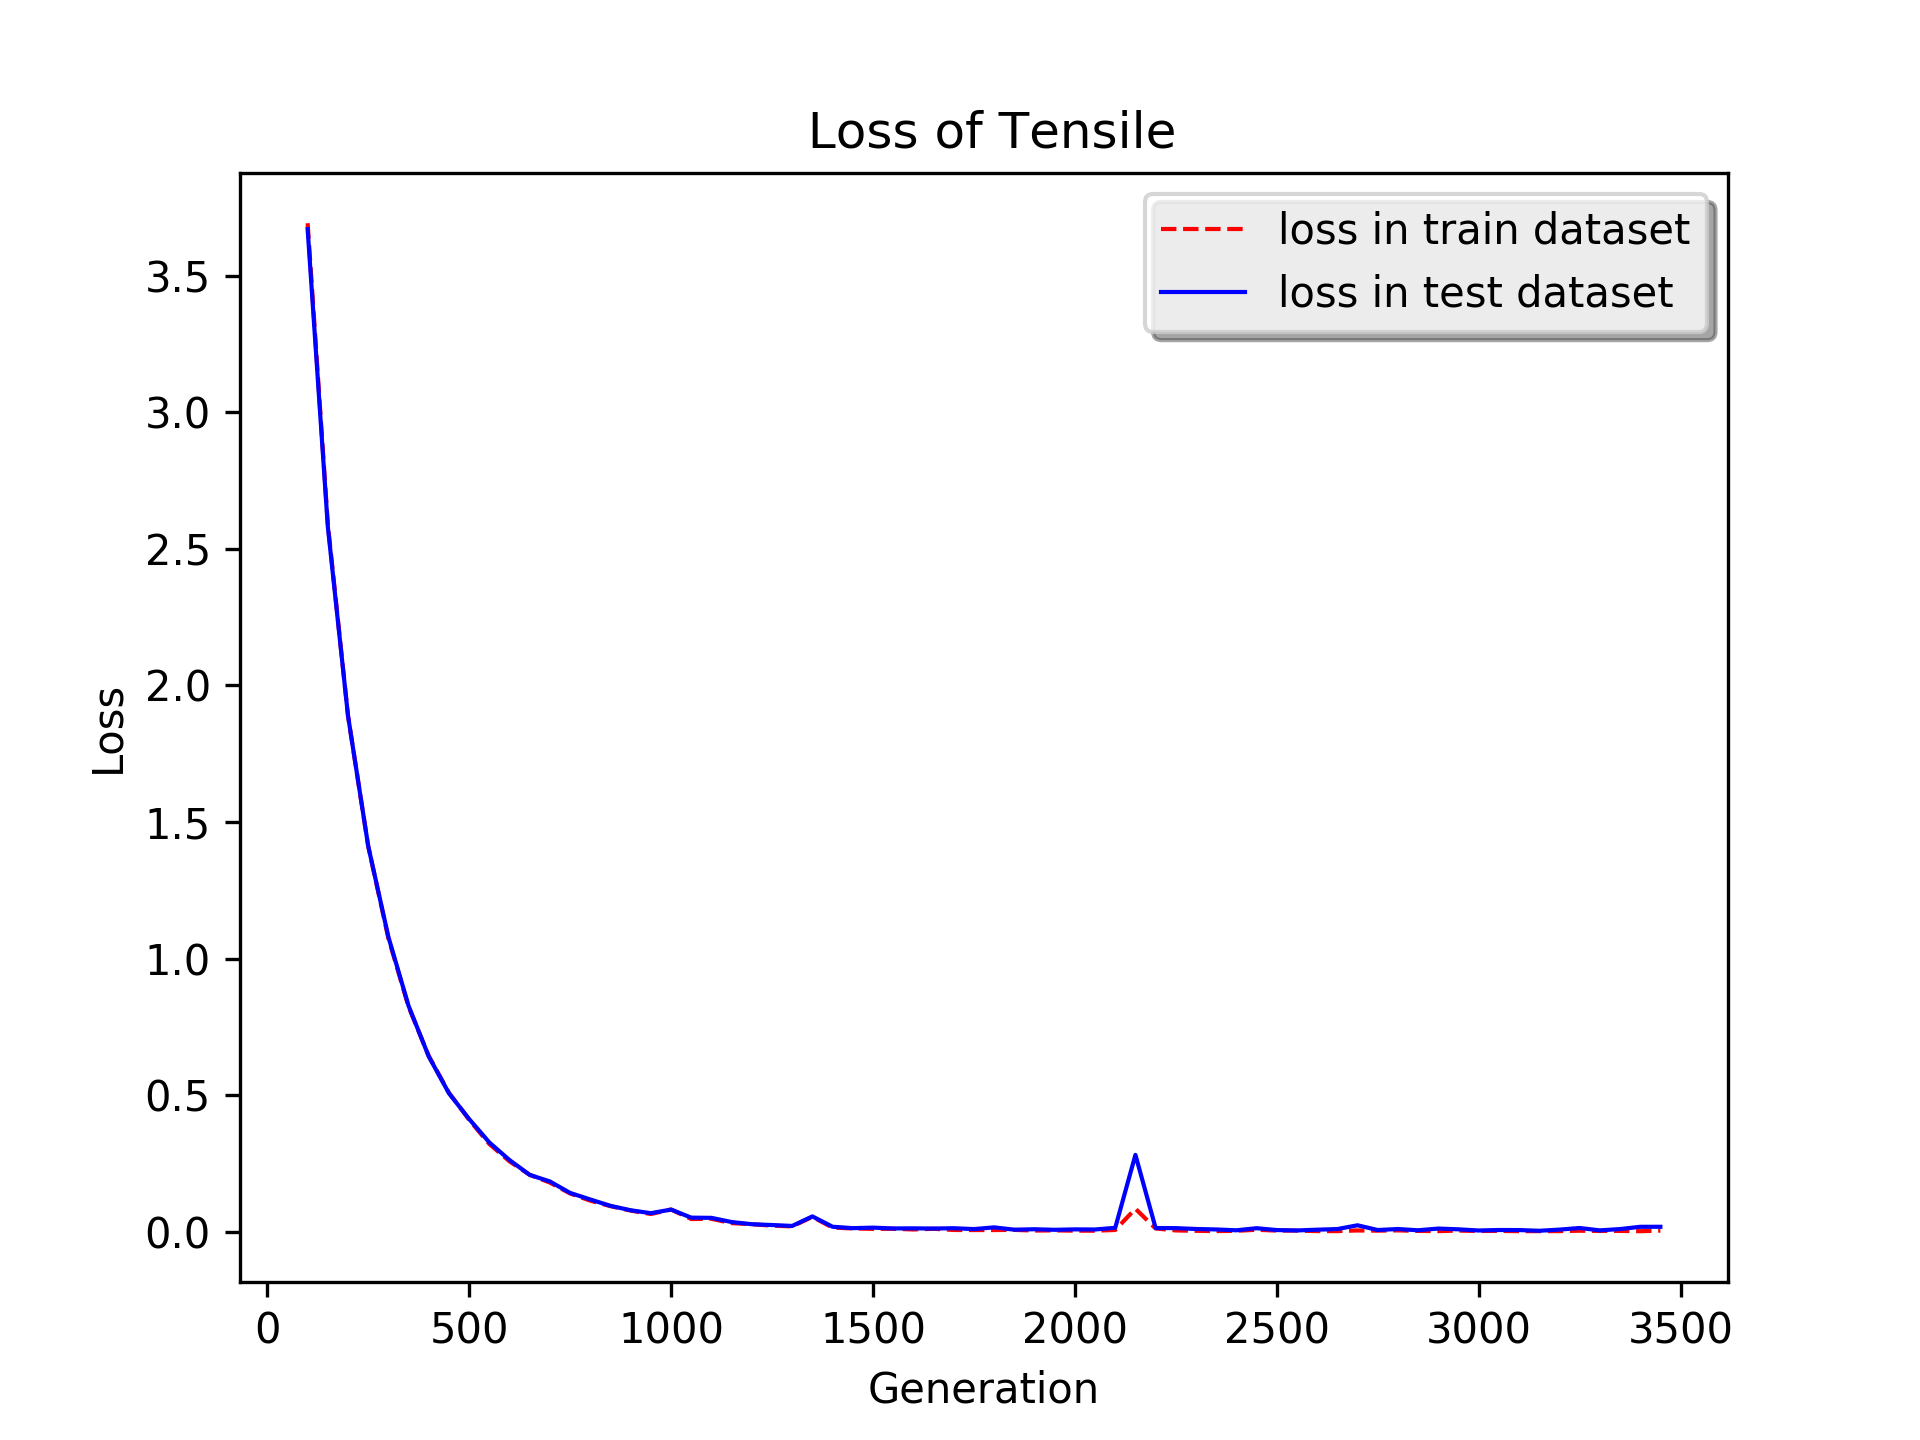 Loss of Tensile
loss in train dataset
loss in test dataset
Loss
3.5
3.0
2.5
2.0
1.5
1.0
0.5
0.0
0 500 1000 1500 2000 2500 3000 3500
Generation